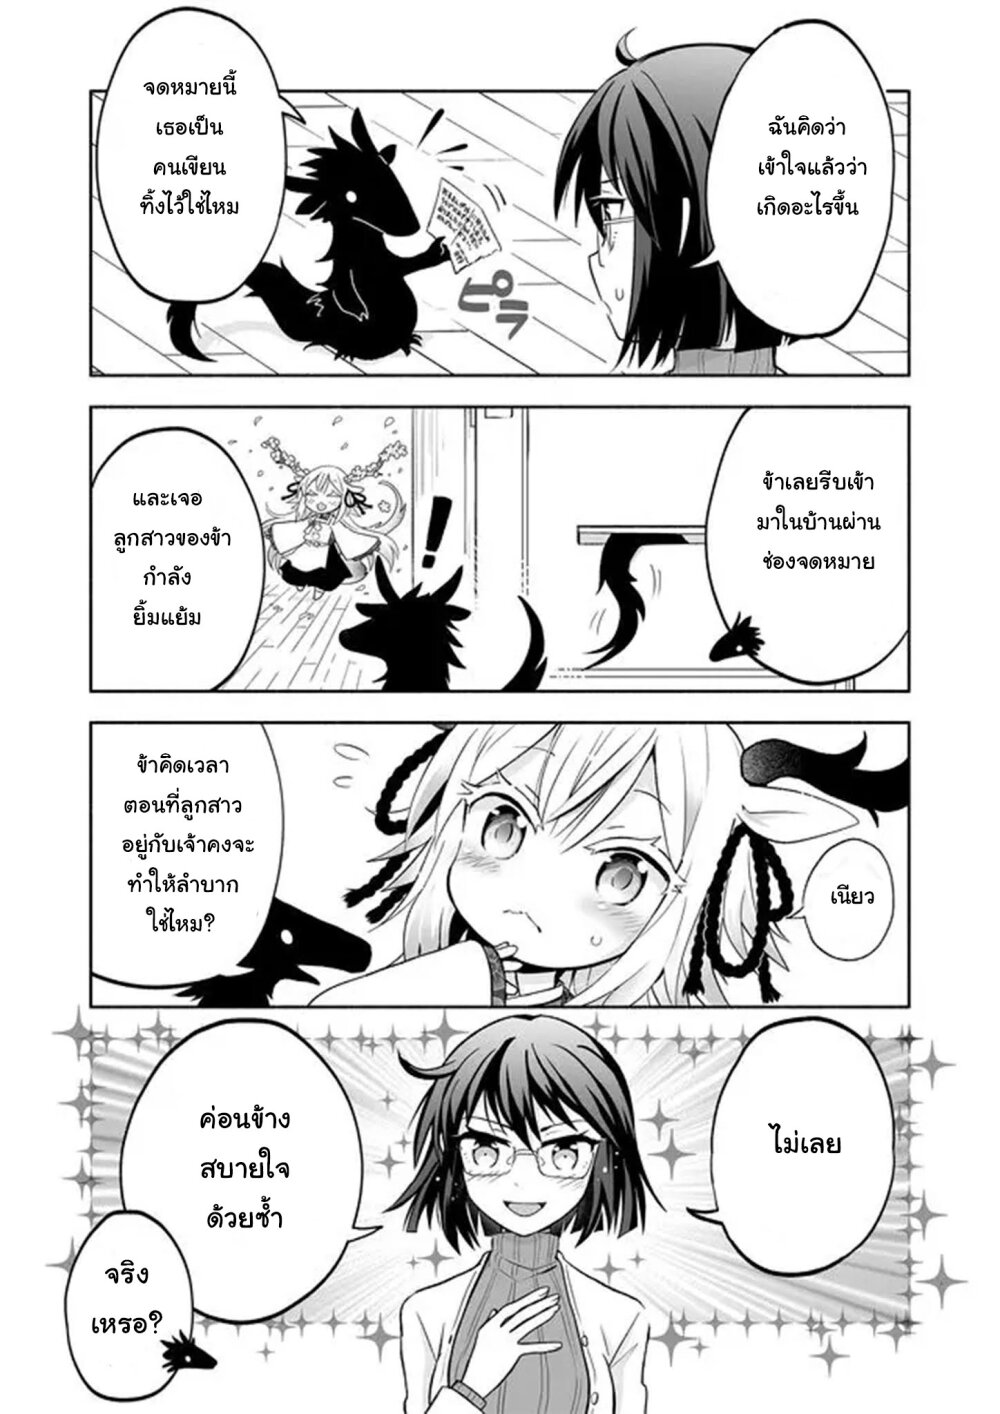 ฉันคิดว่า
เข้าใจแล้วว่า
เกิดอะไรขึ้น
จดหมายนี้
เธอเป็น
คนเขียน
ทิ้งไว้ใช่ไหม
ピラ
ข้าเลยรีบเข้า
มาในบ้านผ่าน
ช่องจดหมาย
และเจอ
ลูกสาวของข้า
กำลัง
ยิ้มแย้ม
!
ข้าคิดเวลา
ตอนที่ลูกสาว
อยู่กับเจ้าคงจะ
ทำให้ลำบาก
ใช่ไหม?
เนียว
ไม่เลย
ค่อนข้าง
สบายใจ
ด้วยซ้ำ
จริง
เหรอ?